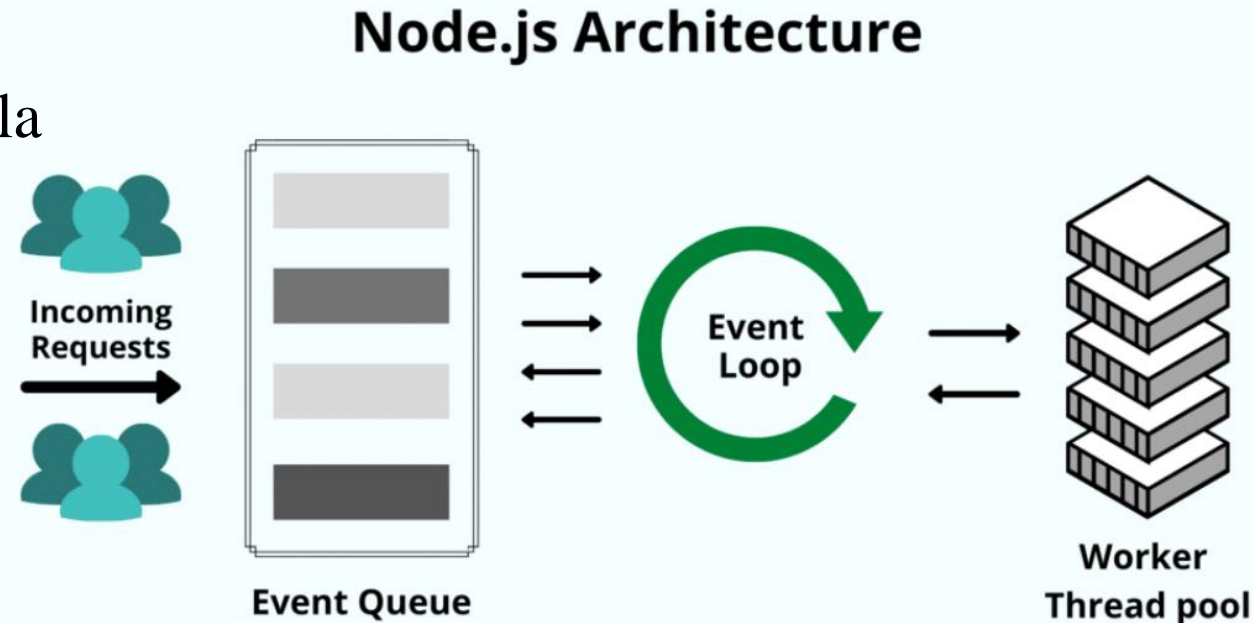 Node.js Architecture
la
Incoming
Requests
Event Queue
Event
Loop
Worker
Thread pool